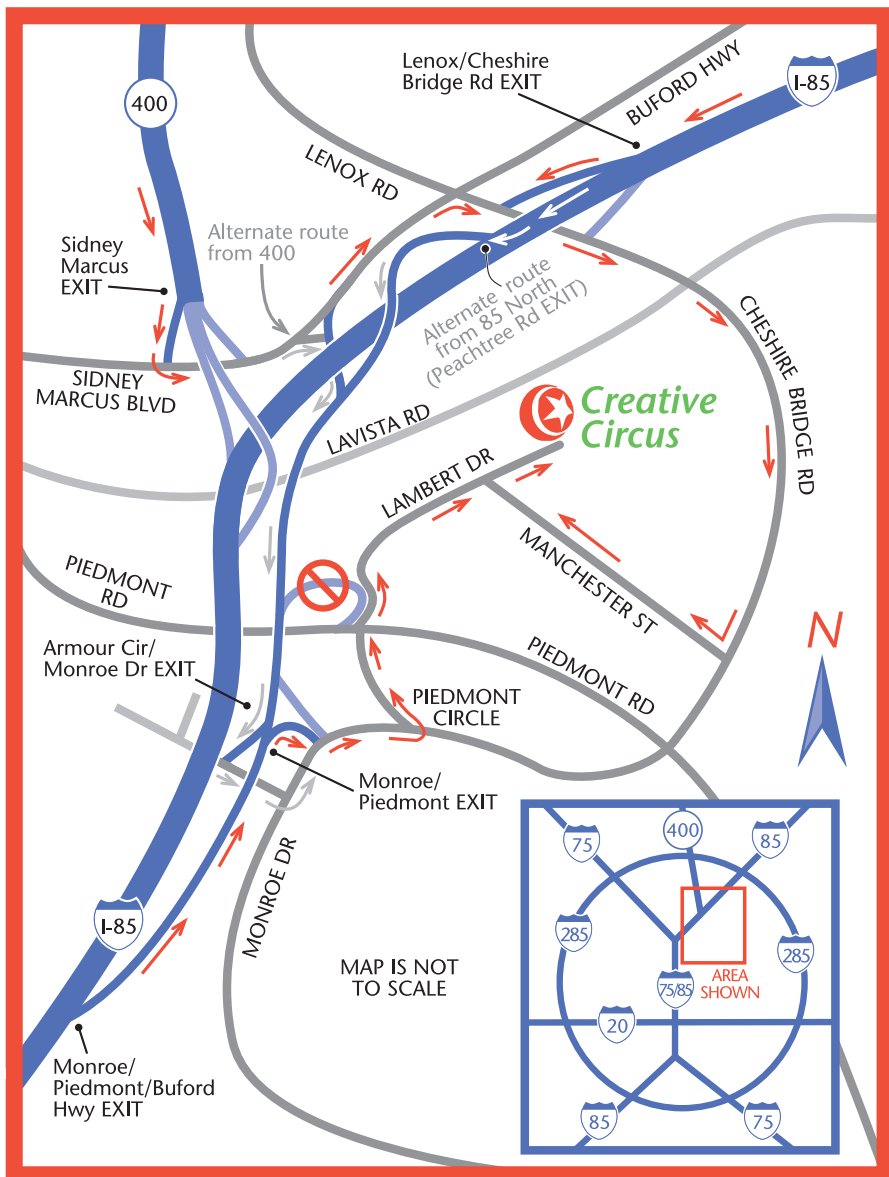 Lenox/Cheshire
Bridge Rd EXIT
I-85
400
BUFORD HWY
LENOX RD
Sidney
Marcus
EXIT
Alternate route
from 400
Alternate route
from 85 North
(Peachtree Rd EXIT)
SIDNEY
MARCUS BLVD
CHESHIRE BRIDGE RD
LAVISTA RD
Creative
Circus
LAMBERT DR
MANCHESTER ST
PIEDMONT
RD
N
Armour Cir/
Monroe Dr EXIT
PIEDMONT RD
PIEDMONT
CIRCLE
Monroe/
Piedmont EXIT
MONROE DR
I-85
MAP IS NOT
TO SCALE
Monroe/
Piedmont/Buford
Hwy EXIT
75
400
85
285
285
75/85
AREA
SHOWN
20
85
75